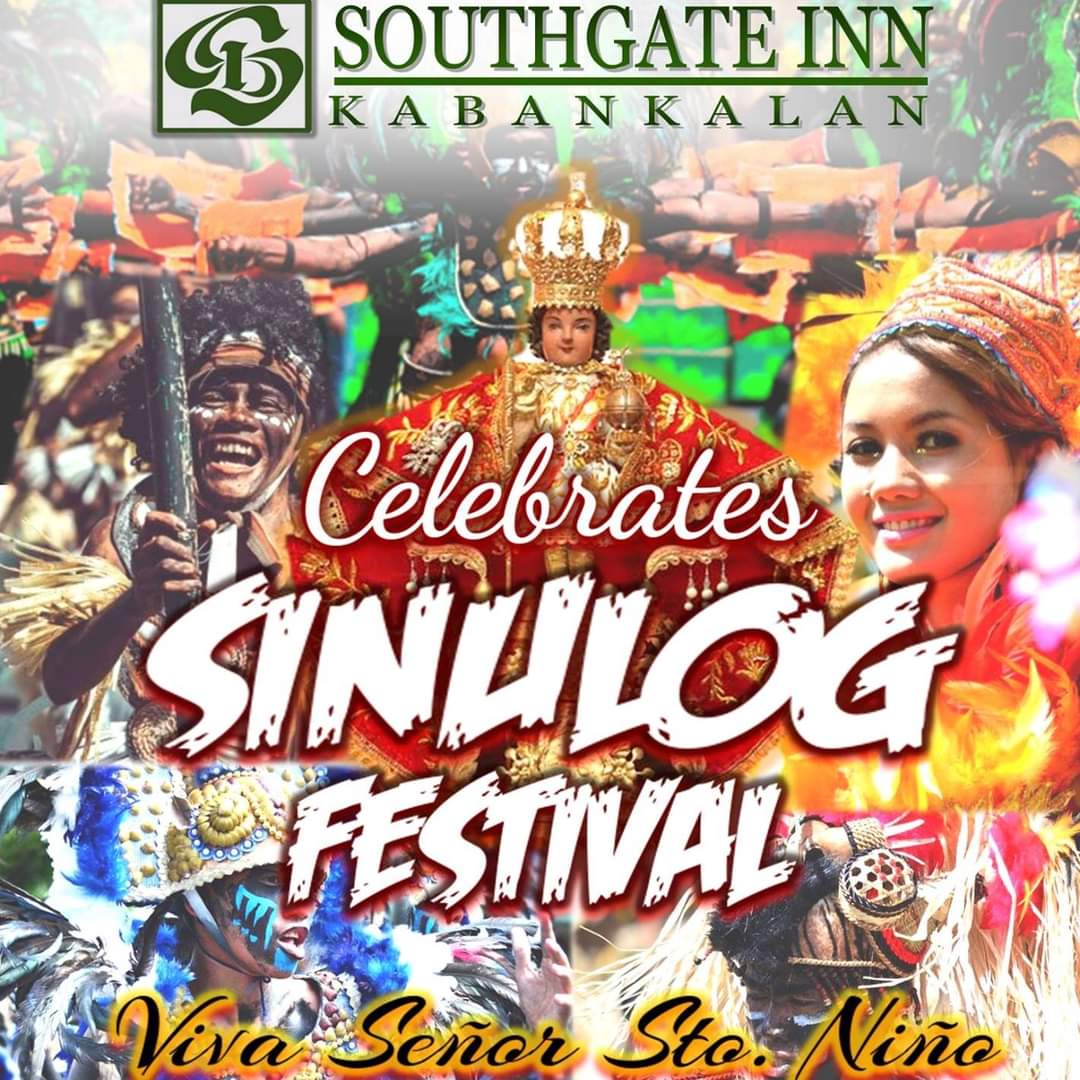 SOUTHGATE INN
KABANKALAN
Celebrates
SINULOG
FESTIVAL
Viva Señor Sto. Niño